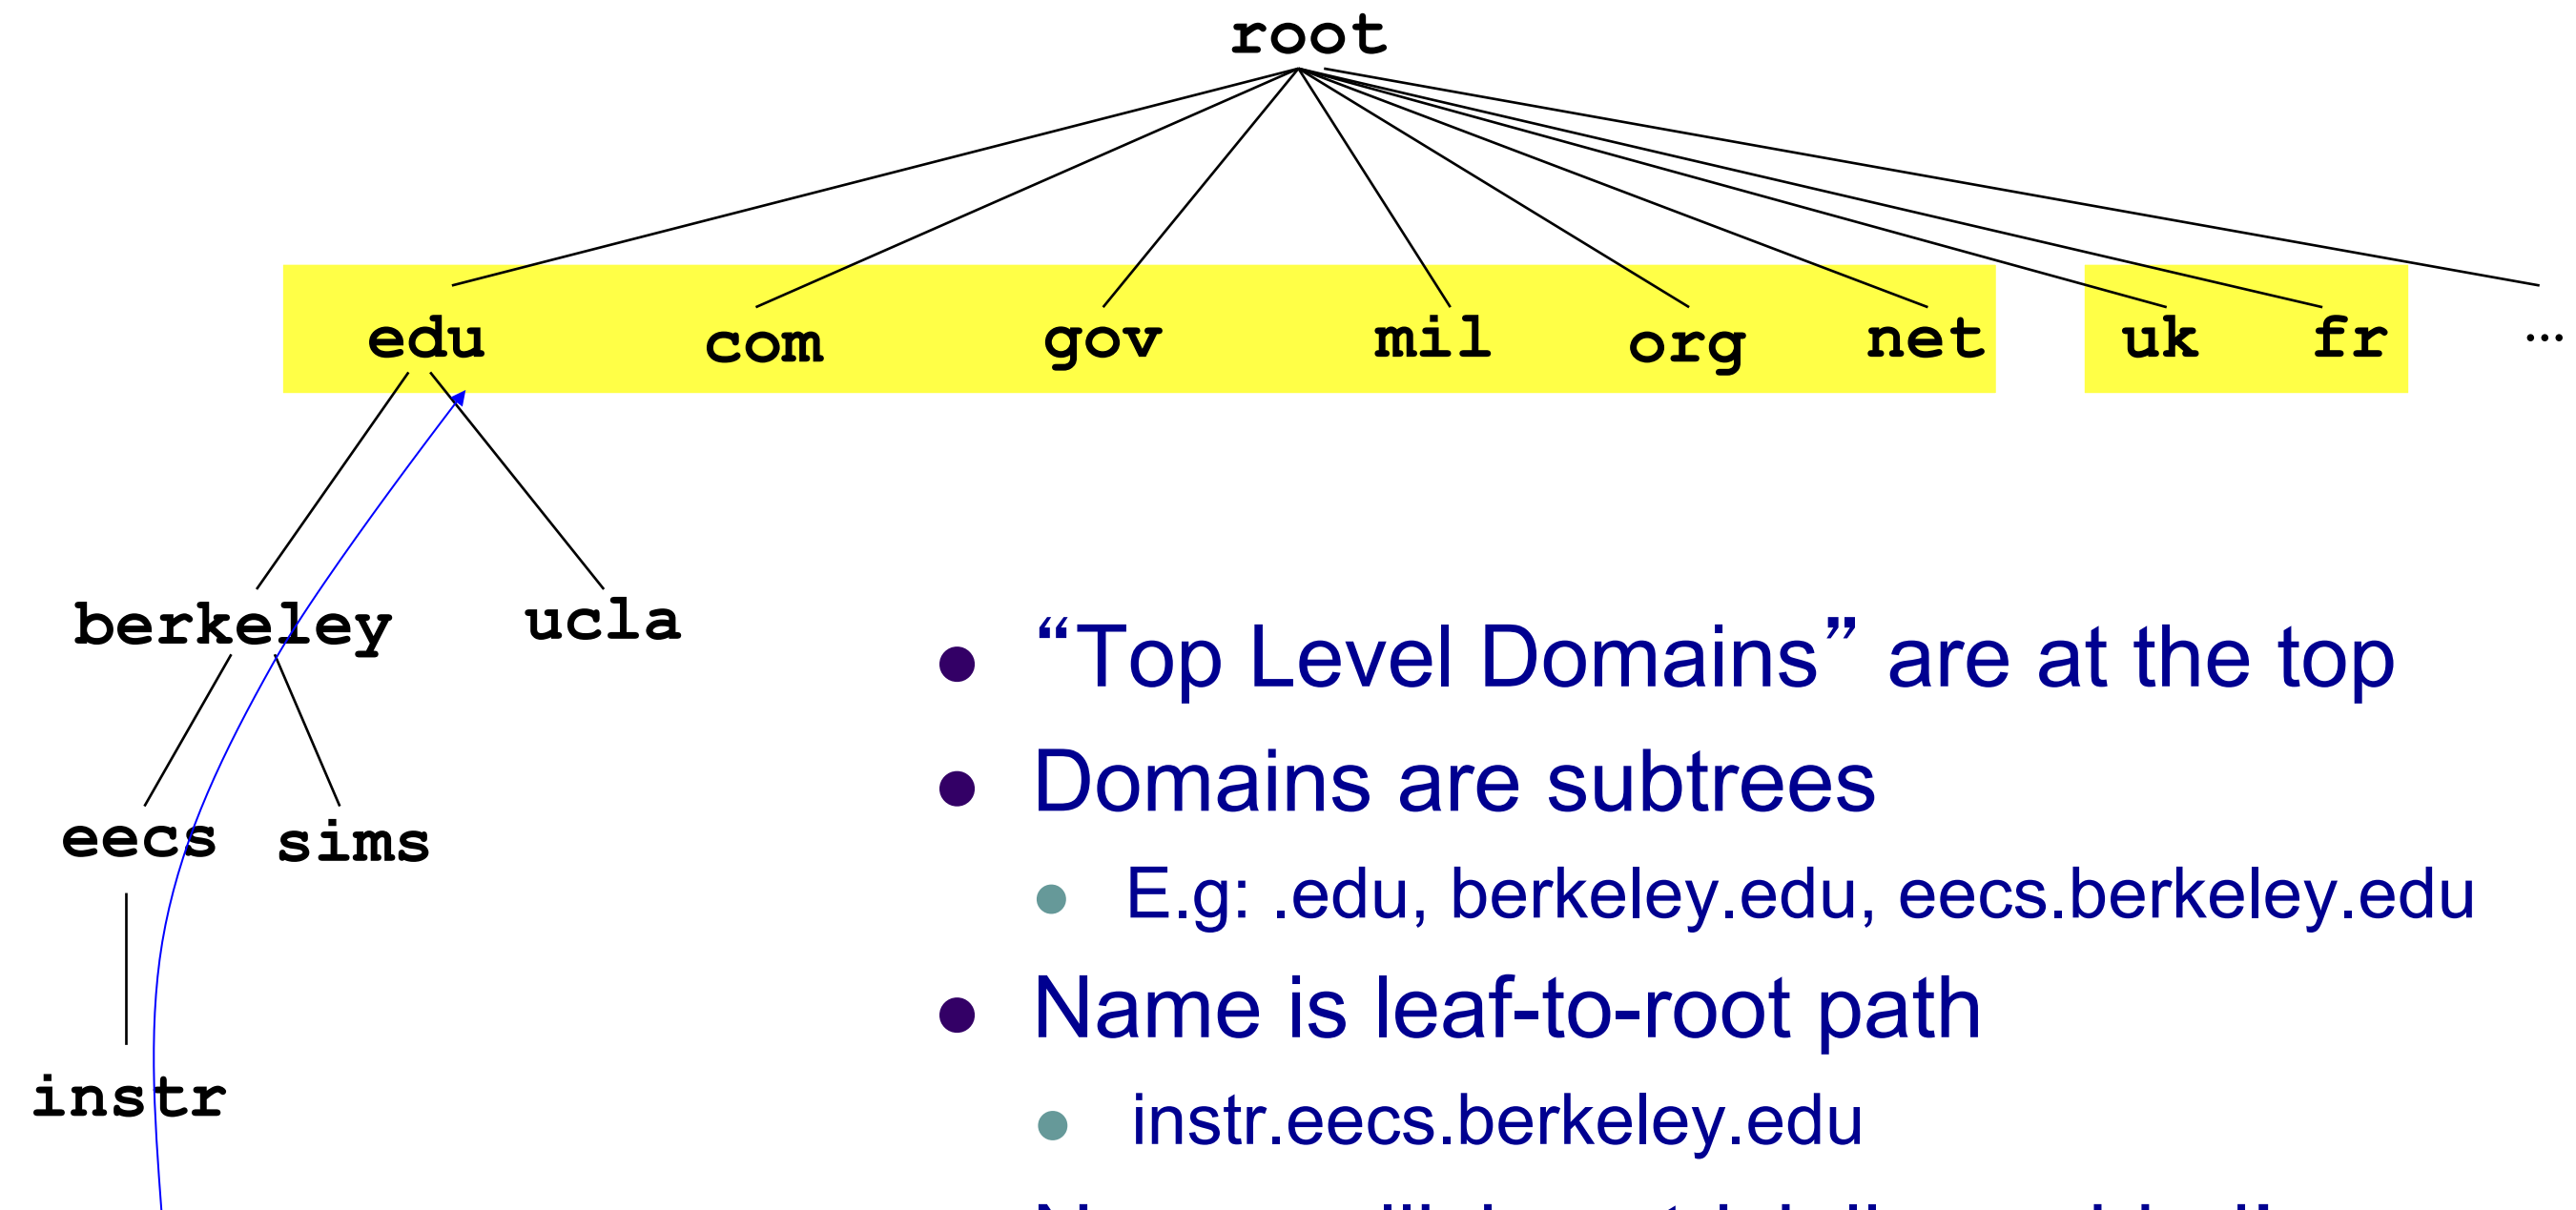 root
edu com gov mil org net uk fr ...
berkeley ucla
“Top Level Domains” are at the top
Domains are subtrees
eecs sims
E.g: .edu, berkeley.edu, eecs.berkeley.edu
Name is leaf-to-root path
instr
instr.eecs.berkeley.edu